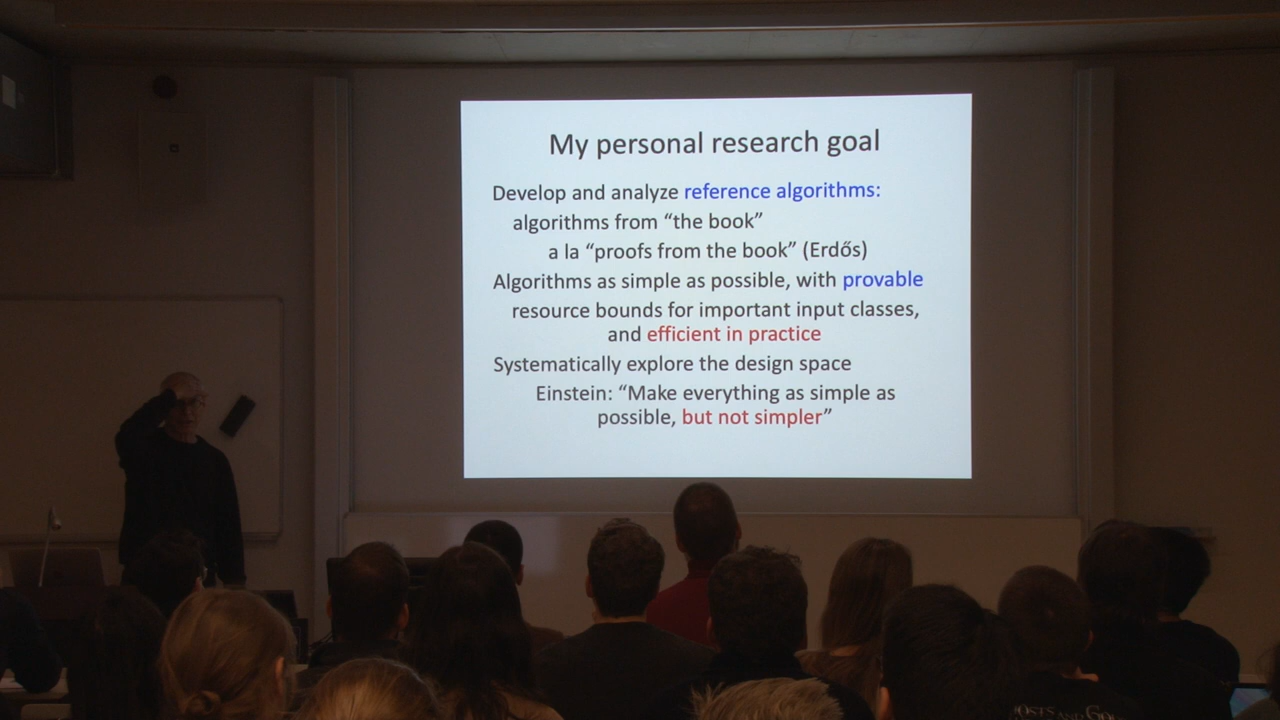 My personal research goal
Develop and analyze reference algorithms:
algorithms from “the book”
a la “proofs from the book” (Erdős)
Algorithms as simple as possible, with provable
resource bounds for important input classes,
and efficient in practice
Systematically explore the design space
Einstein: “Make everything as simple as
possible, but not simpler”